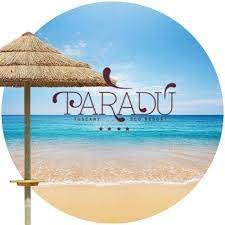 PARADÙ
TUSCANY ECO RESORT
★★★★